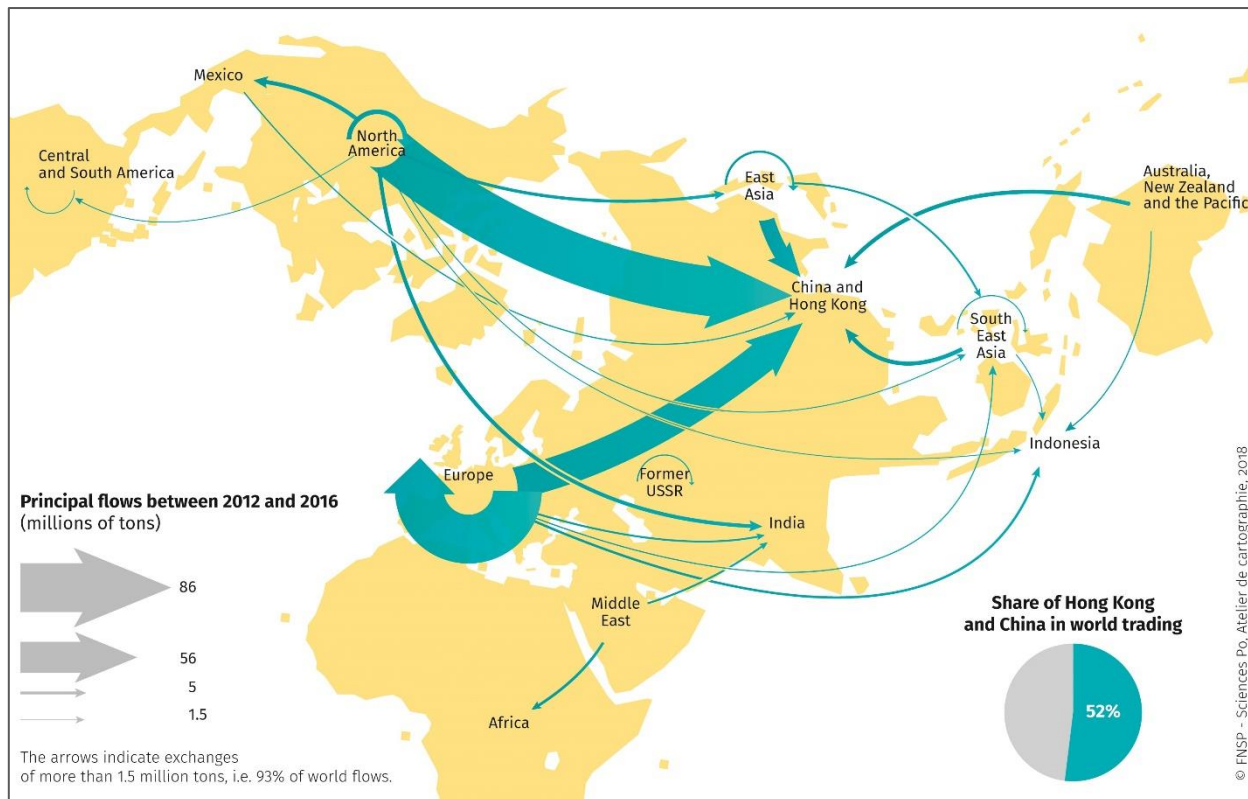 Mexico
North
America
Central
and South America
East
Asia
Australia,
New Zealand
and the Pacific
China and
Hong Kong
South
East
Asia
Indonesia
Europe
Former
USSR
India
Middle
East
Africa
Principal flows between 2012 and 2016
(millions of tons)
86
56
5
1.5
The arrows indicate exchanges
of more than 1.5 million tons, i.e. 93% of world flows.
Share of Hong Kong
and China in world trading
52%
© FNSP - Sciences Po, Atelier de cartographie, 2018